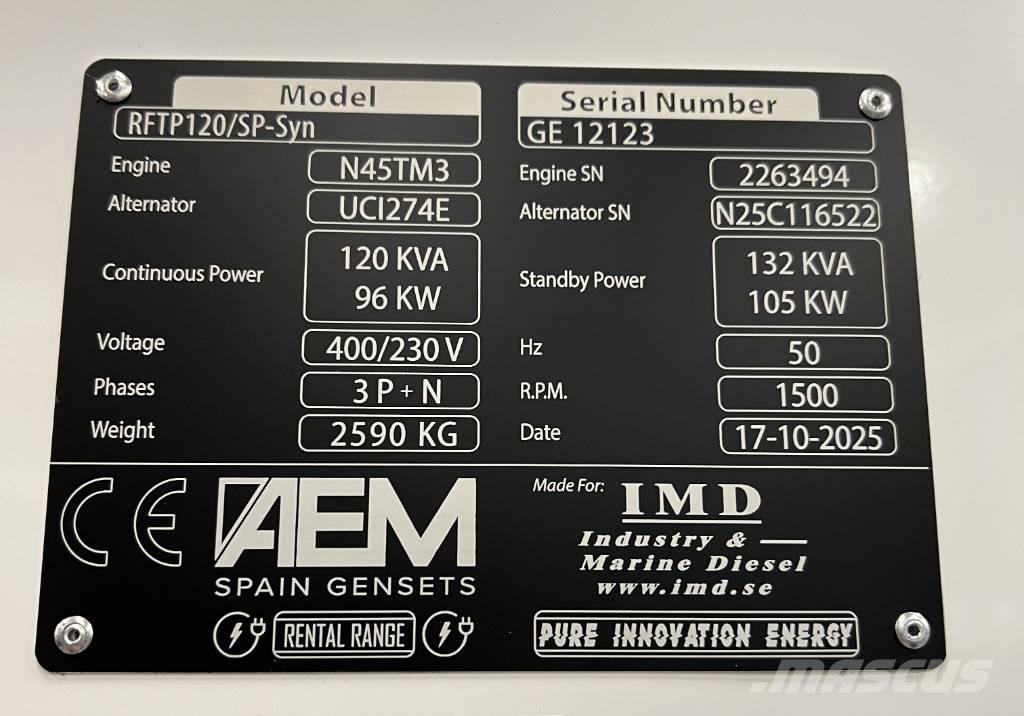 Model
RFTP120/SP-Syn
Serial Number
GE 12123
Engine N45TM3
Engine SN 2263494
Alternator UCI274E
Alternator SN N25C116522
Continuous Power 120 KVA
96 KW
Standby Power 132 KVA
105 KW
Voltage 400/230 V
Hz 50
Phases 3 P + N
R.P.M. 1500
Weight 2590 KG
Date 17-10-2025
CE
AEM
SPAIN GENSETS
RENTAL RANGE
Made For: IMD
Industry &
Marine Diesel
www.imd.se
PURE INNOVATION ENERGY
MASCUS